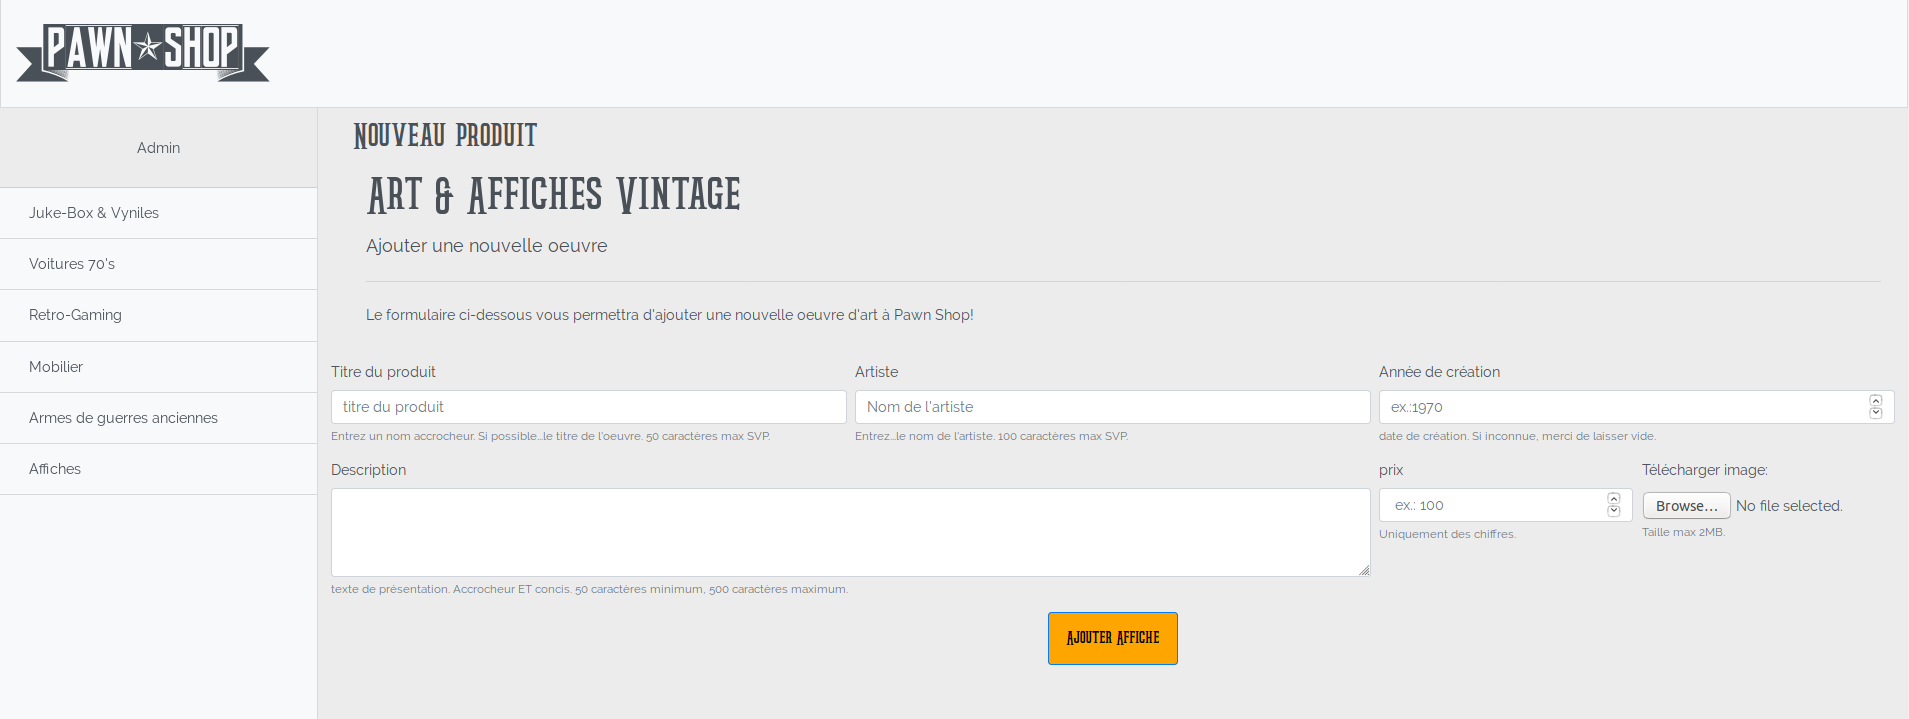 PAWN SHOP
Admin
Juke-Box & Vyniles
Voitures 70's
Retro-Gaming
Mobilier
Armes de guerres anciennes
Affiches
Nouveau produit
Art & Affiches Vintage
Ajouter une nouvelle oeuvre
Le formulaire ci-dessous vous permettra d'ajouter une nouvelle oeuvre d'art à Pawn Shop!
Titre du produit Artiste Année de création
titre du produit Nom de l'artiste ex.:1970
Entrez un nom accrocheur. Si possible...le titre de l'oeuvre. 50 caractères max SVP. Entrez...le nom de l'artiste. 100 caractères max SVP. date de création. Si inconnue, merci de laisser vide.
Description prix Télécharger image:
ex.: 100 Browse... No file selected.
Uniquement des chiffres. Taille max 2MB.
texte de présentation. Accrocheur ET concis. 50 caractères minimum, 500 caractères maximum.
Ajouter Affiche